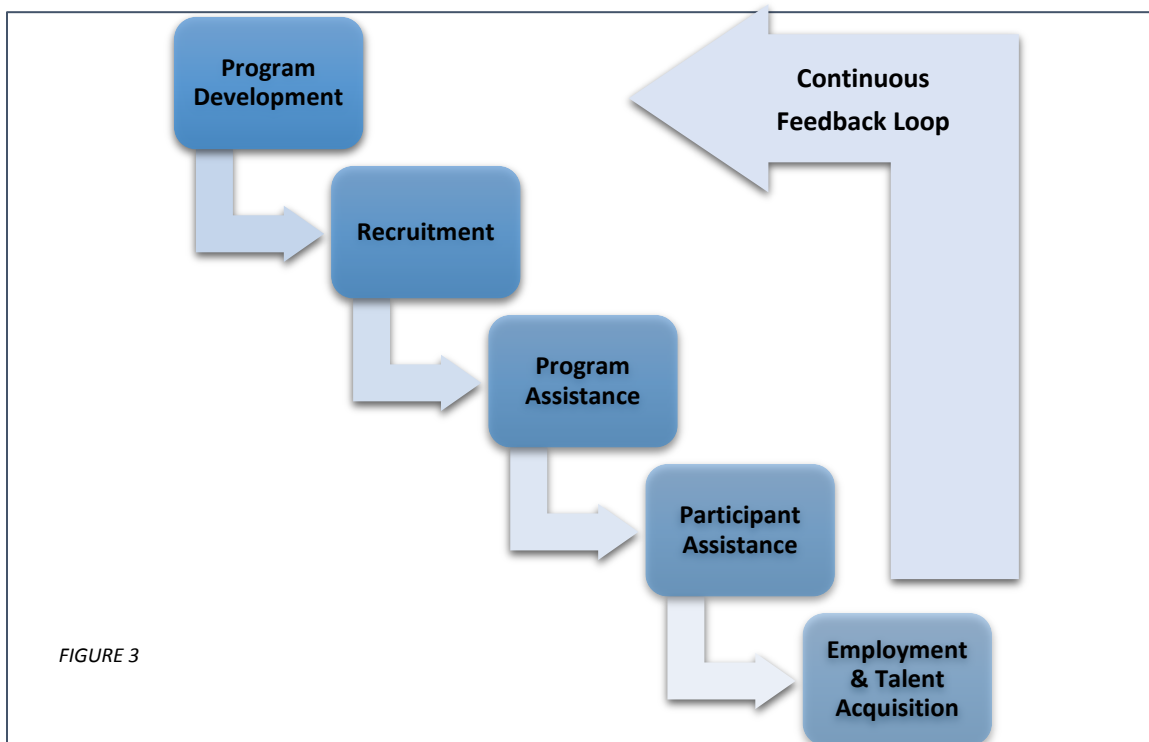 Program
Development
Continuous
Feedback Loop
Recruitment
Program
Assistance
Participant
Assistance
Employment
& Talent
Acquisition
FIGURE 3